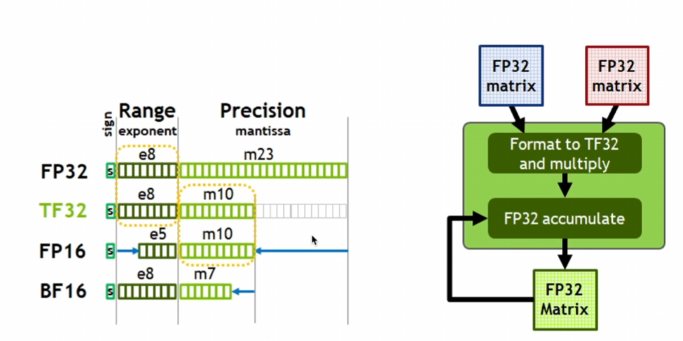 sign
Range
exponent
Precision
mantissa
FP32
s
e8
m23
TF32
s
e8
m10
FP16
s
e5
m10
BF16
s
e8
m7
FP32
matrix
FP32
matrix
Format to TF32
and multiply
FP32 accumulate
FP32
Matrix